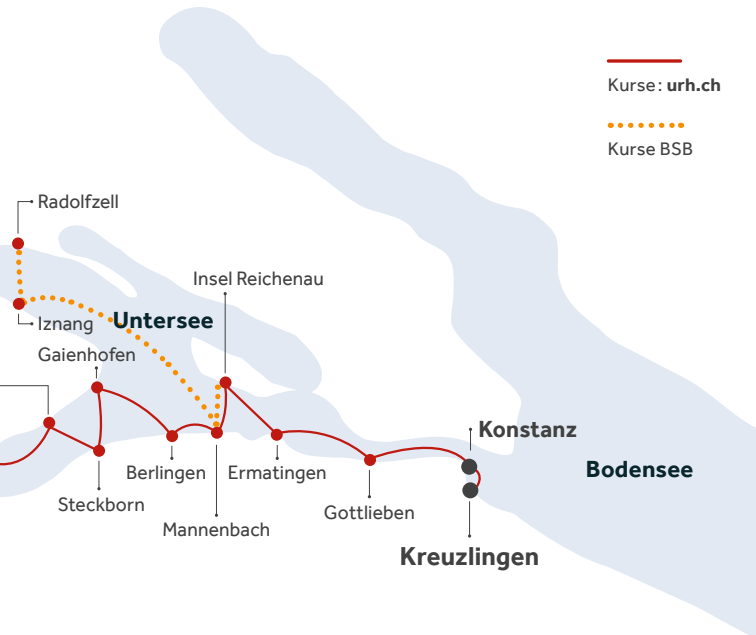 Kurse: urh.ch
Kurse BSB
Radolfzell
Insel Reichenau
Iznang
Untersee
Gaienhofen
Konstanz
Berlingen
Ermatingen
Bodensee
Steckborn
Gottlieben
Mannenbach
Kreuzlingen